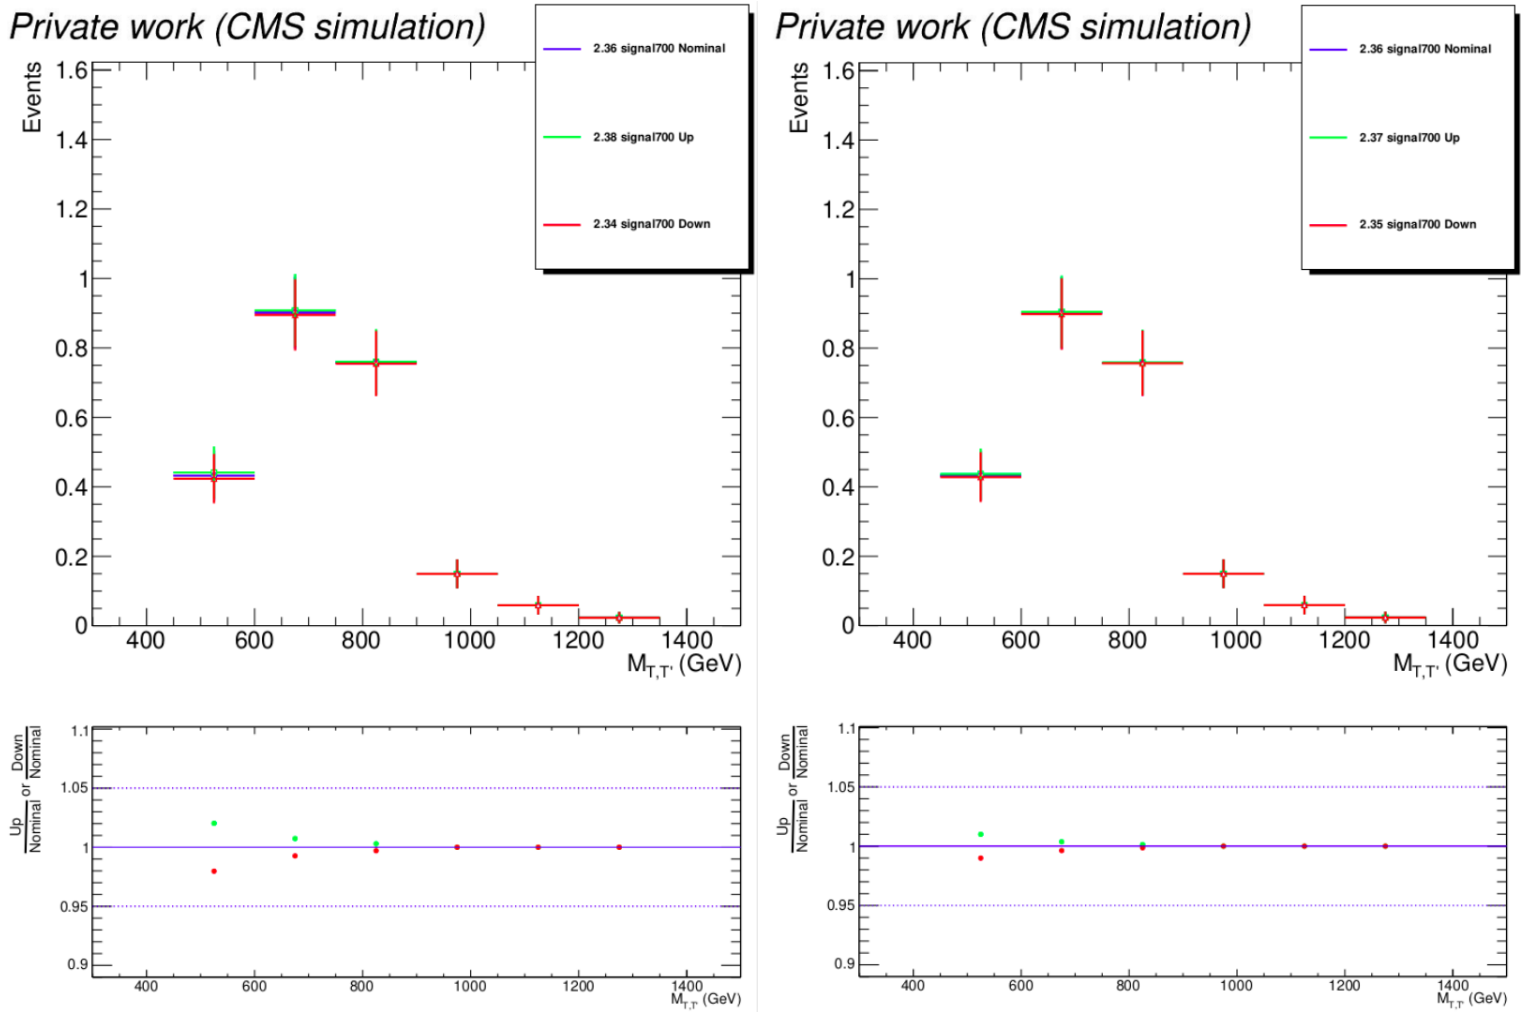 Private work (CMS simulation)
2.36 signal700 Nominal
2.38 signal700 Up
2.34 signal700 Down
Events
1.6
1.4
1.2
1
0.8
0.6
0.4
0.2
0
400 600 800 1000 1200 1400
M_T,T' (GeV)
Up/Nominal or Down/Nominal
1.1
1.05
1
0.95
0.9
400 600 800 1000 1200 1400
M_T,T' (GeV)
Private work (CMS simulation)
2.36 signal700 Nominal
2.37 signal700 Up
2.35 signal700 Down
Events
1.6
1.4
1.2
1
0.8
0.6
0.4
0.2
0
400 600 800 1000 1200 1400
M_T,T' (GeV)
Up/Nominal or Down/Nominal
1.1
1.05
1
0.95
0.9
400 600 800 1000 1200 1400
M_T,T' (GeV)